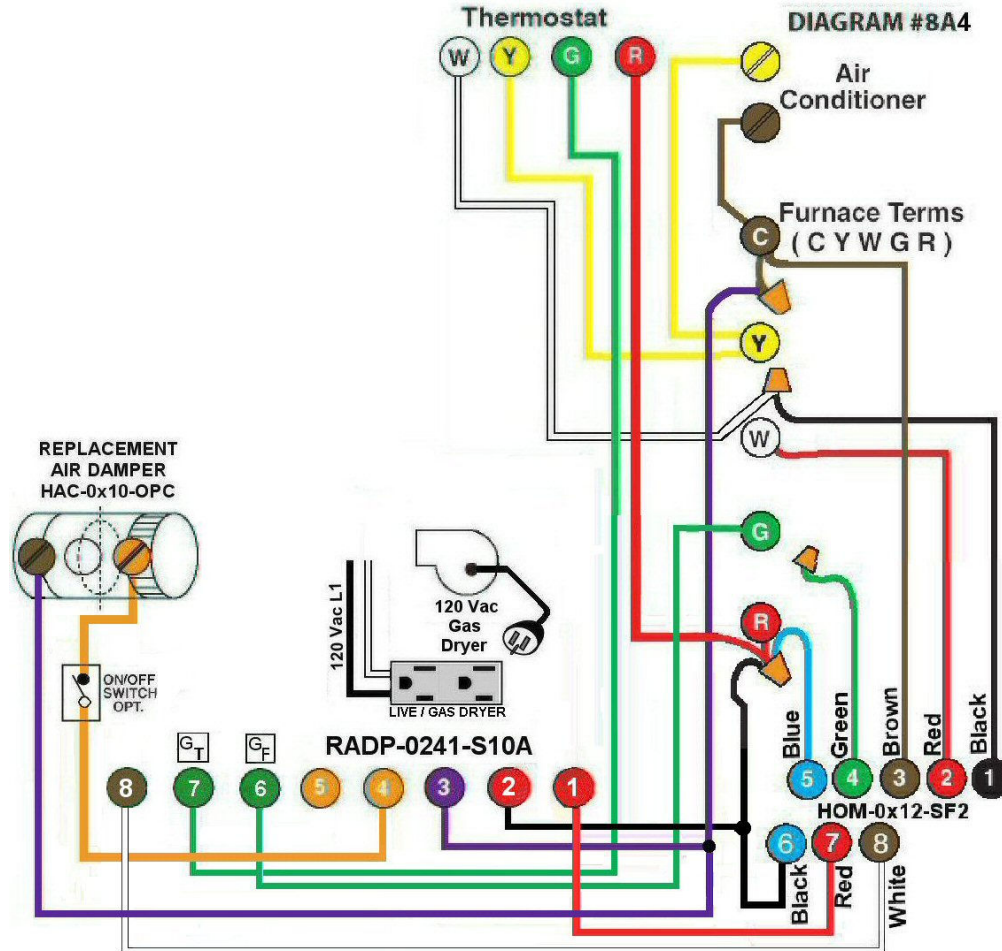 Thermostat
DIAGRAM #8A4
W Y G R
Air
Conditioner
Furnace Terms
( C Y W G R )
C
Y
W
REPLACEMENT
AIR DAMPER
HAC-0x10-OPC
G
120 Vac L1
120 Vac
Gas
Dryer
R
ON/OFF
SWITCH
OPT.
LIVE / GAS DRYER
GT
GF
RADP-0241-S10A
8 7 6 5 4 3 2 1
Blue
Green
Brown
Red
Black
5 4 3 2 1
HOM-0x12-SF2
6 7 8
Black
Red
White